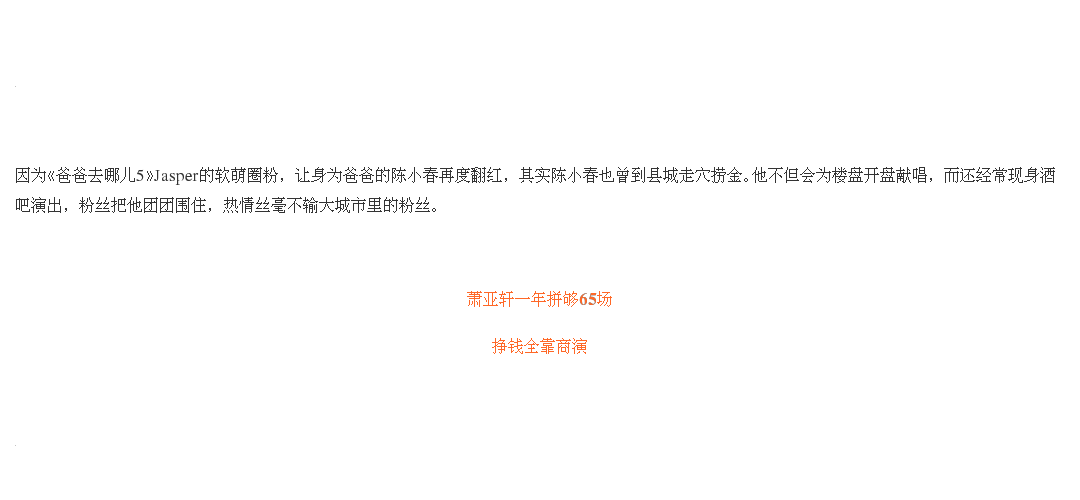 因为《爸爸去哪儿5》Jasper的软萌圈粉，让身为爸爸的陈小春再度翻红，其实陈小春也曾到县城走穴捞金。他不但会为楼盘开盘献唱，而还经常现身酒
吧演出，粉丝把他团团围住，热情丝毫不输大城市里的粉丝。
萧亚轩一年拼够65场
挣钱全靠商演